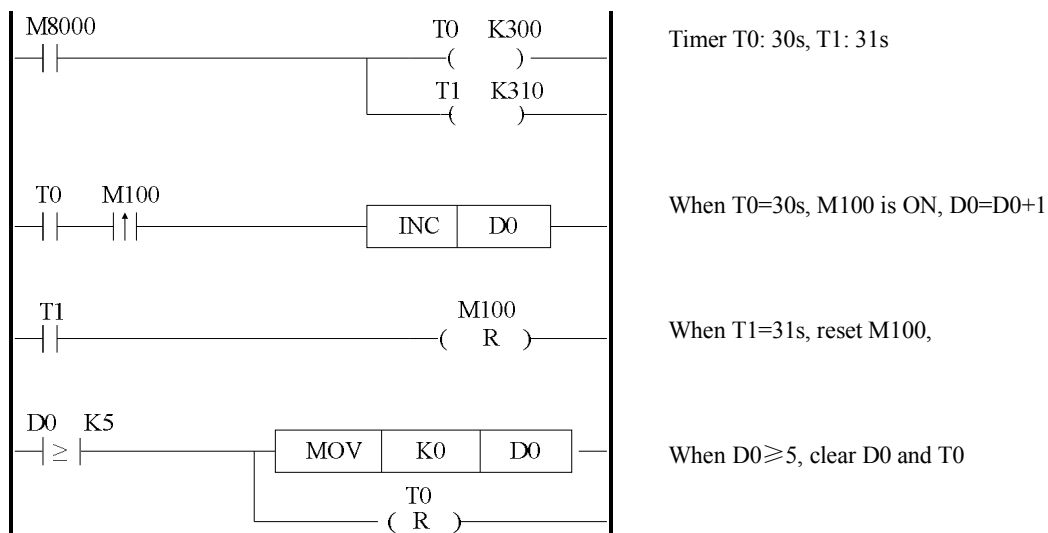 M8000
T0 K300
( )
Timer T0: 30s, T1: 31s
T1 K310
( )
T0 M100
INC D0
When T0=30s, M100 is ON, D0=D0+1
T1
M100
( R )
When T1=31s, reset M100,
D0 K5
≥
MOV K0 D0
When D0≥5, clear D0 and T0
T0
( R )